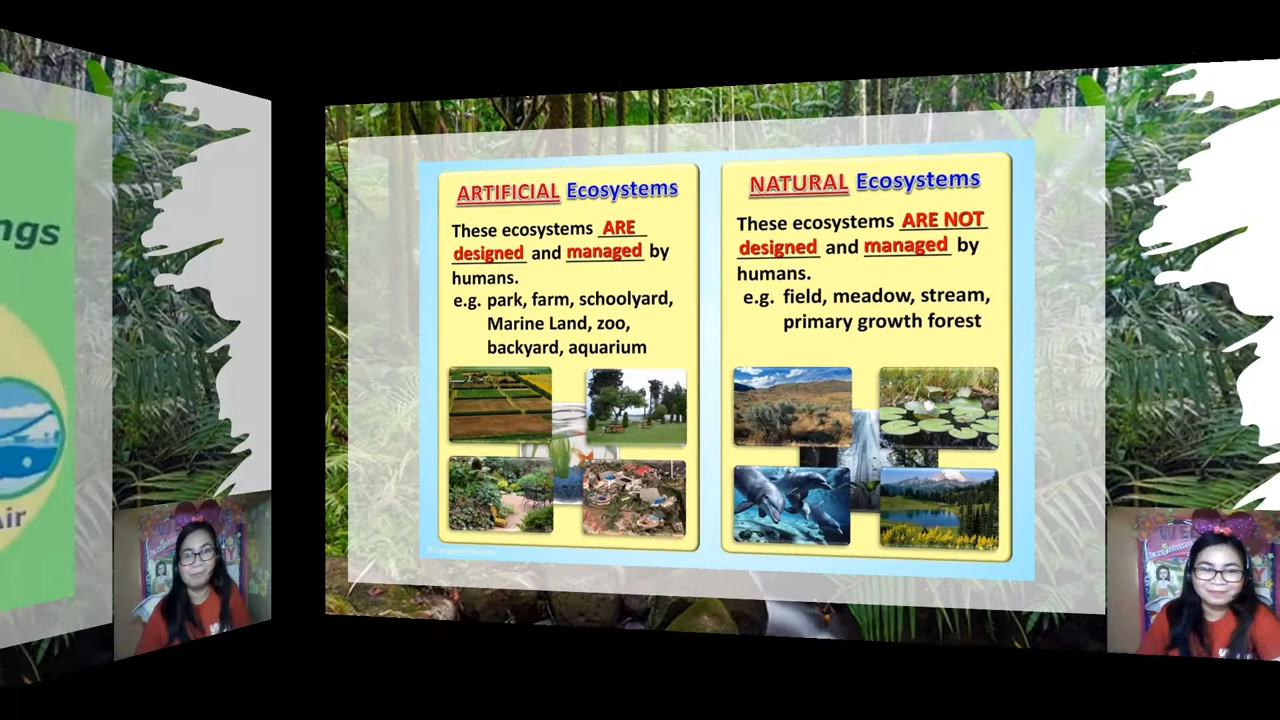 ngs
Air
ARTIFICIAL Ecosystems
These ecosystems ARE
designed and managed by
humans.
e.g. park, farm, schoolyard,
Marine Land, zoo,
backyard, aquarium
NATURAL Ecosystems
These ecosystems ARE NOT
designed and managed by
humans.
e.g. field, meadow, stream,
primary growth forest